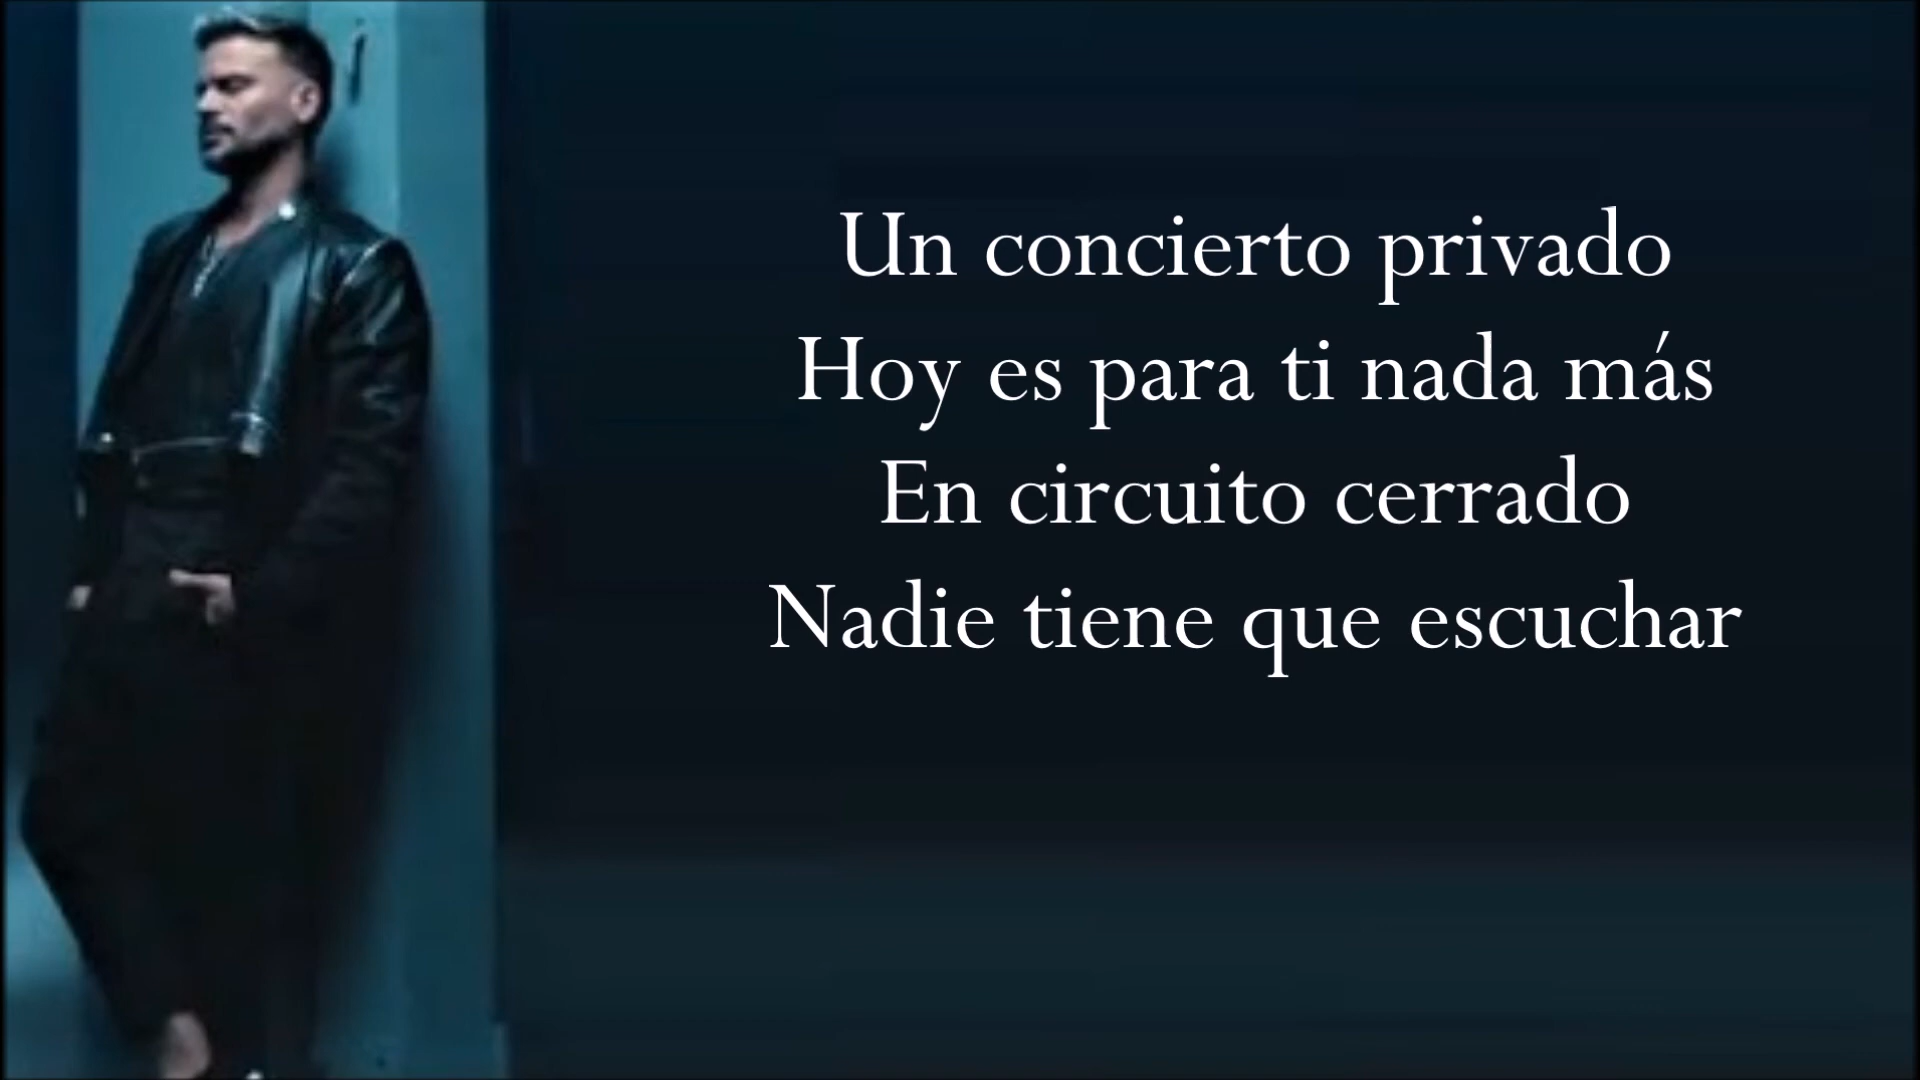 Un concierto privado
Hoy es para ti nada más
En circuito cerrado
Nadie tiene que escuchar